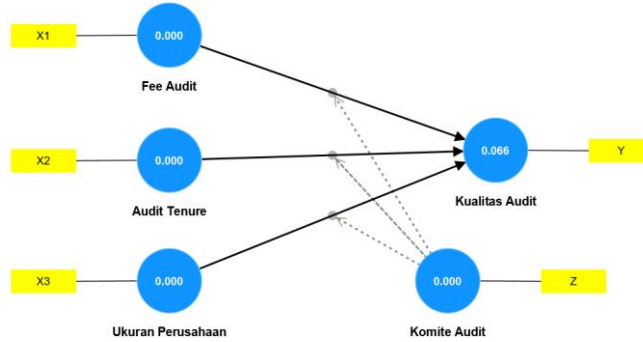 X1
0.000
Fee Audit
X2
0.000
Audit Tenure
0.066
Y
Kualitas Audit
X3
0.000
Ukuran Perusahaan
0.000
Z
Komite Audit